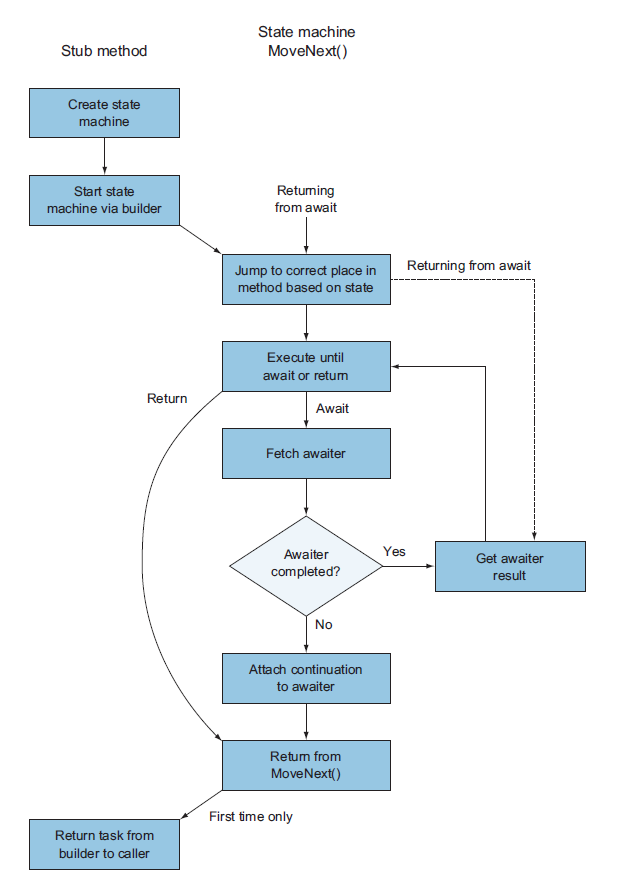 Stub method
State machine
MoveNext()
Create state
machine
Start state
machine via builder
Returning
from await
Jump to correct place in
method based on state
Returning from await
Execute until
await or return
Return
Await
Fetch awaiter
Awaiter
completed?
Yes
Get awaiter
result
No
Attach continuation
to awaiter
Return from
MoveNext()
First time only
Return task from
builder to caller